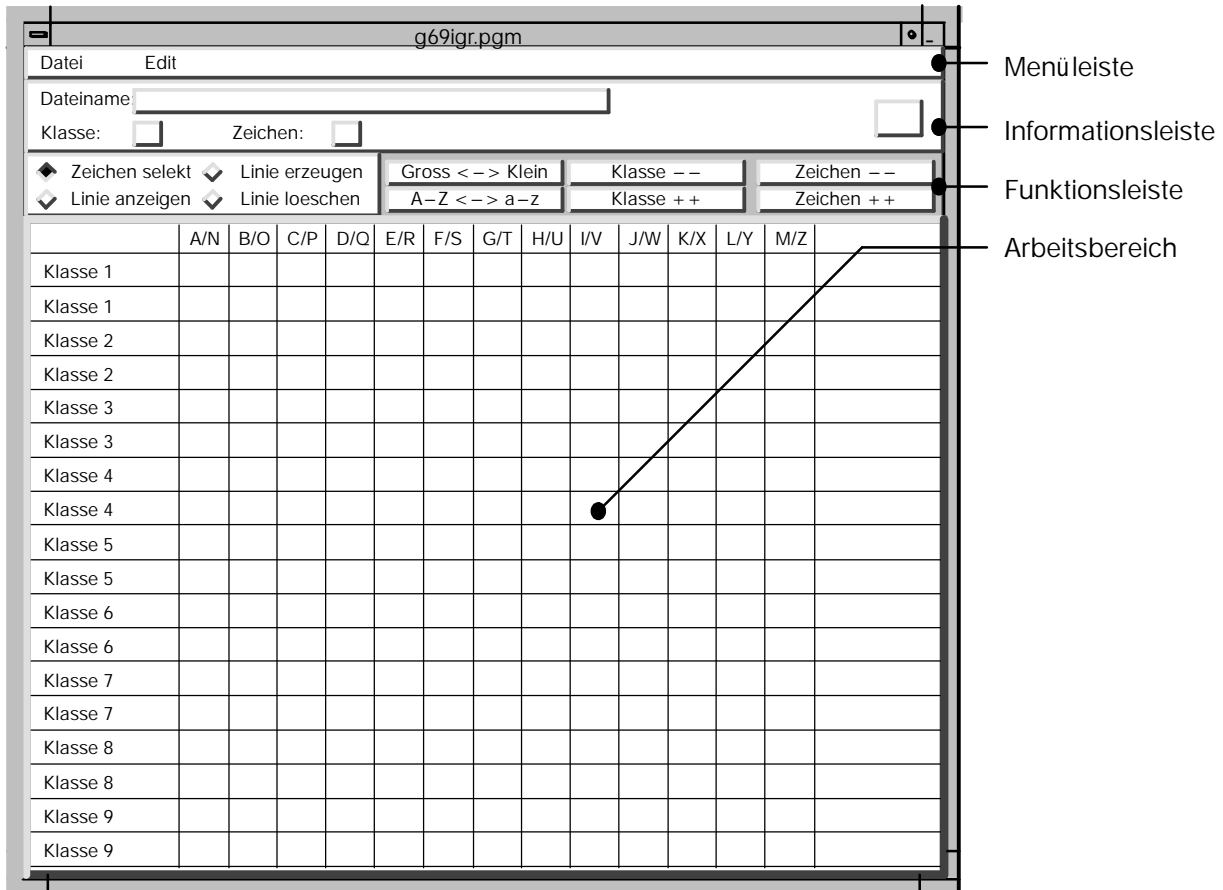 g69igr.pgm
Datei Edit
Menüleiste
Dateiname:
Klasse: Zeichen:
Informationsleiste
Zeichen selekt Linie erzeugen Gross <−> Klein Klasse −− Zeichen −−
Linie anzeigen Linie loeschen A−Z <−> a−z Klasse ++ Zeichen ++
Funktionsleiste
A/N B/O C/P D/Q E/R F/S G/T H/U I/V J/W K/X L/Y M/Z
Arbeitsbereich
Klasse 1
Klasse 1
Klasse 2
Klasse 2
Klasse 3
Klasse 3
Klasse 4
Klasse 4
Klasse 5
Klasse 5
Klasse 6
Klasse 6
Klasse 7
Klasse 7
Klasse 8
Klasse 8
Klasse 9
Klasse 9